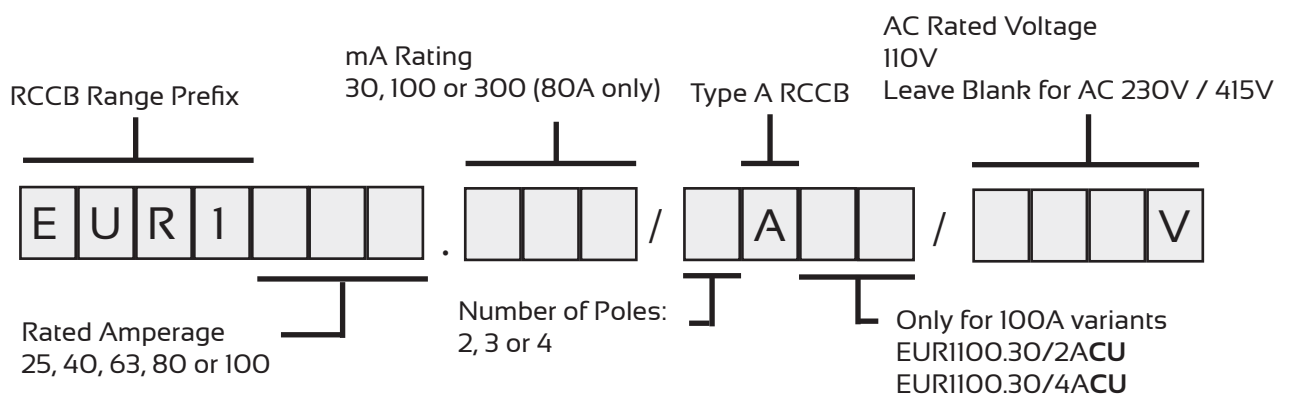 AC Rated Voltage
110V
Leave Blank for AC 230V / 415V
mA Rating
30, 100 or 300 (80A only)
Type A RCCB
RCCB Range Prefix
E U R 1 . / A / V
Number of Poles:
2, 3 or 4
Rated Amperage
25, 40, 63, 80 or 100
Only for 100A variants
EUR1100.30/2ACU
EUR1100.30/4ACU